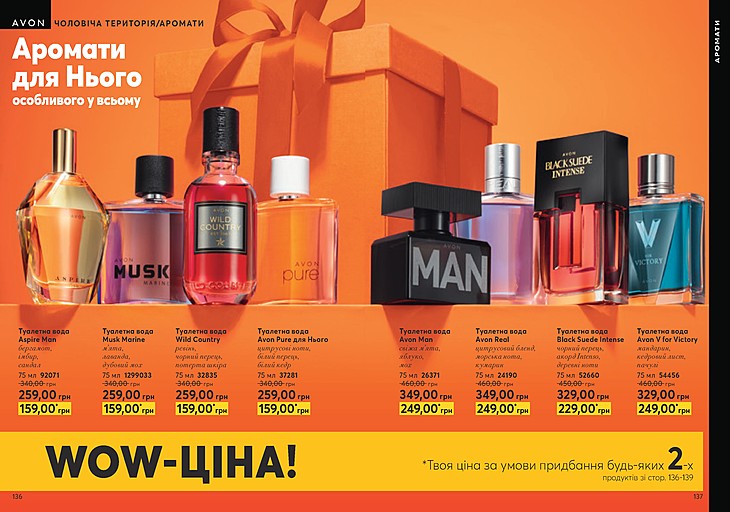 AVON
ЧОЛОВІЧА ТЕРИТОРІЯ/АРОМАТИ
АРОМАТИ
Аромати
для Нього
особливого у всьому
ASPIRE
AVON
MUSK
MARINE
AVON
WILD
COUNTRY
AVON
pure
AVON
MAN
AVON
BLACK SUEDE
INTENSE
V
VICTORY
Туалетна вода
Aspire Man
бергамот,
імбир,
сандал
75 мл 92071
340,00 грн
259,00 грн
159,00* грн
Туалетна вода
Musk Marine
м'ята,
лаванда,
дубовий мох
75 мл 1299033
340,00 грн
259,00 грн
159,00* грн
Туалетна вода
Wild Country
ревінь,
чорний перець,
потерта шкіра
75 мл 32835
340,00 грн
259,00 грн
159,00* грн
Туалетна вода
Avon Pure для Нього
цитрусові ноти,
білий перець,
білий кедр
75 мл 37281
340,00 грн
259,00 грн
159,00* грн
Туалетна вода
Avon Man
свіжа м'ята,
яблуко,
мох
75 мл 26371
460,00 грн
349,00 грн
249,00* грн
Туалетна вода
Avon Real
цитрусовий бленд,
морська нота,
кумарин
75 мл 24190
460,00 грн
349,00 грн
249,00* грн
Туалетна вода
Black Suede Intense
чорний перець,
акорд Intenso,
деревні ноти
75 мл 52660
450,00 грн
329,00 грн
229,00* грн
Туалетна вода
Avon V for Victory
мандарин,
кедровий лист,
пачулі
75 мл 54456
460,00 грн
329,00 грн
249,00* грн
WOW-ЦІНА!
*Твоя ціна за умови придбання будь-яких 2-х
продуктів зі стор. 136-139
136
137